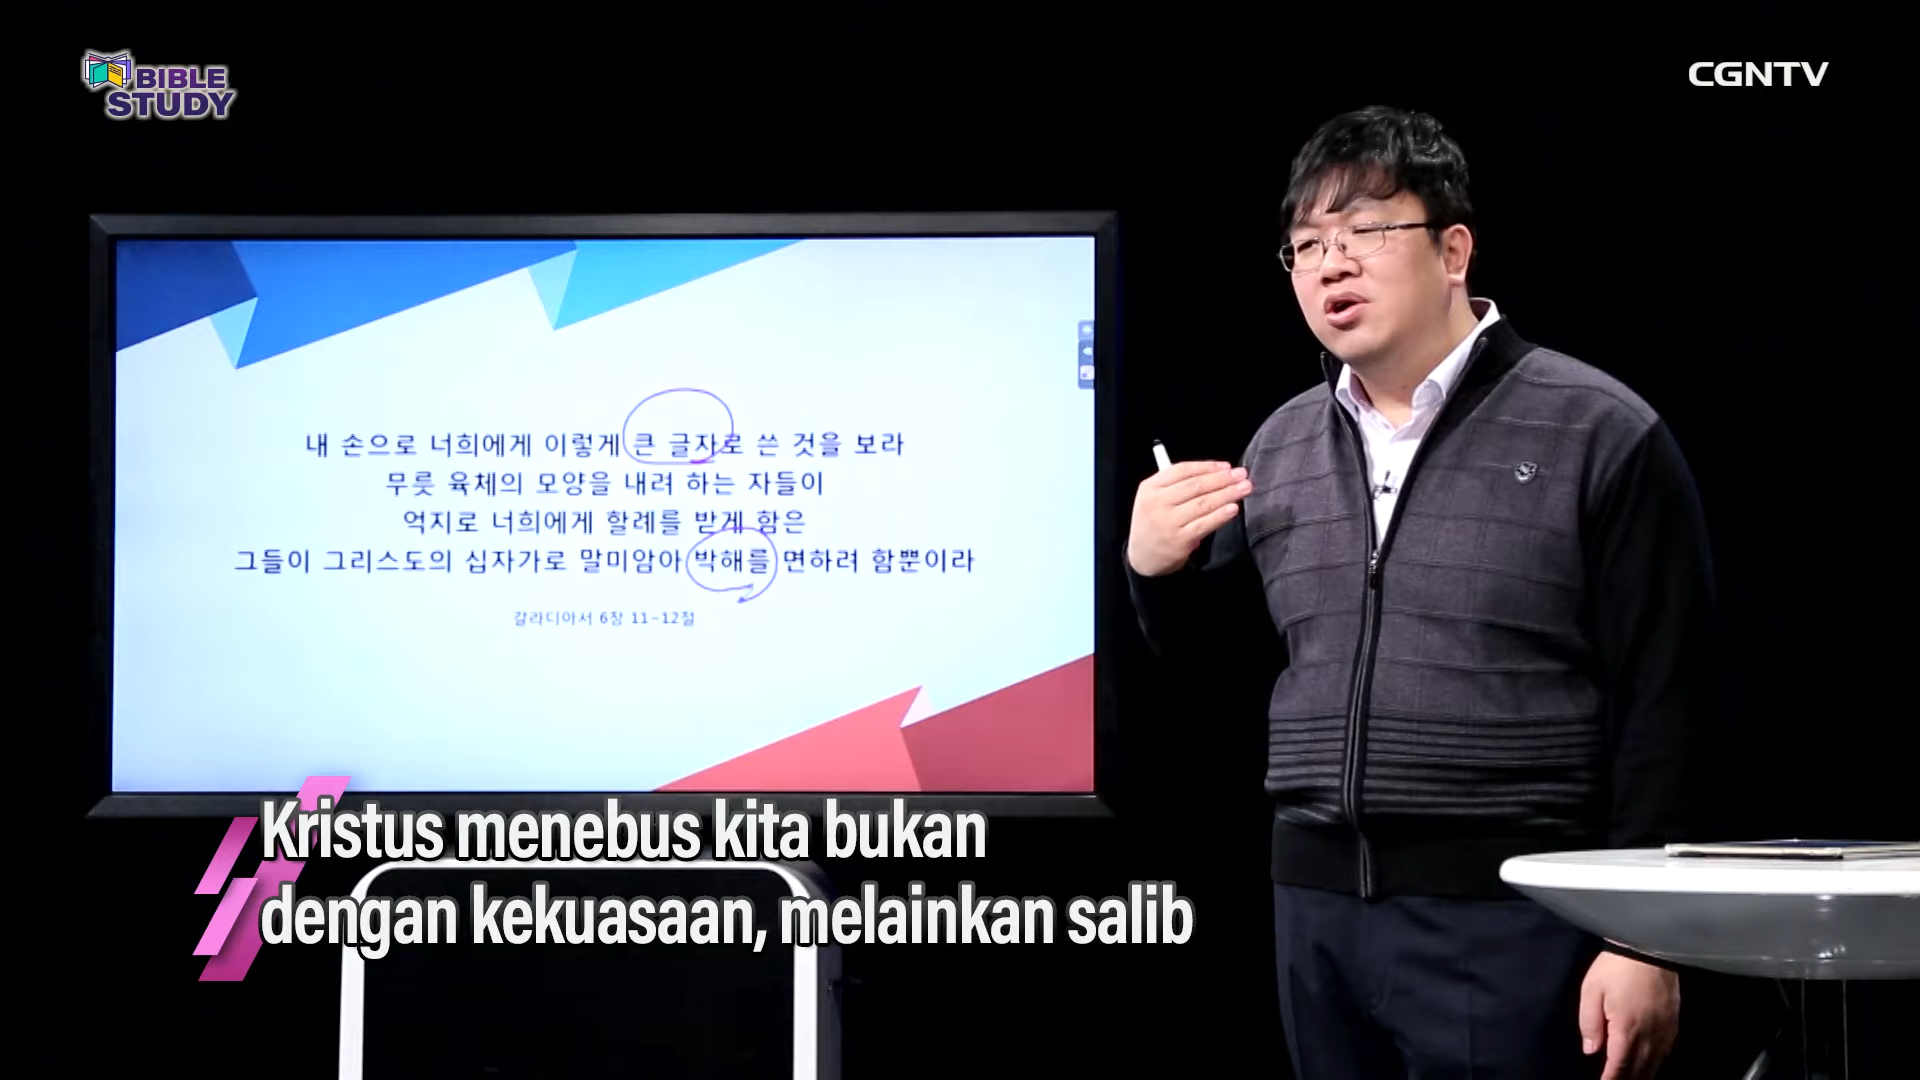 BIBLE
STUDY
CGNTV
내 손으로 너희에게 이렇게 큰 글자로 쓴 것을 보라
무릇 육체의 모양을 내려 하는 자들이
억지로 너희에게 할례를 받게 함은
그들이 그리스도의 십자가로 말미암아 박해를 면하려 함뿐이라
갈라디아서 6장 11-12절
Kristus menebus kita bukan
dengan kekuasaan, melainkan salib